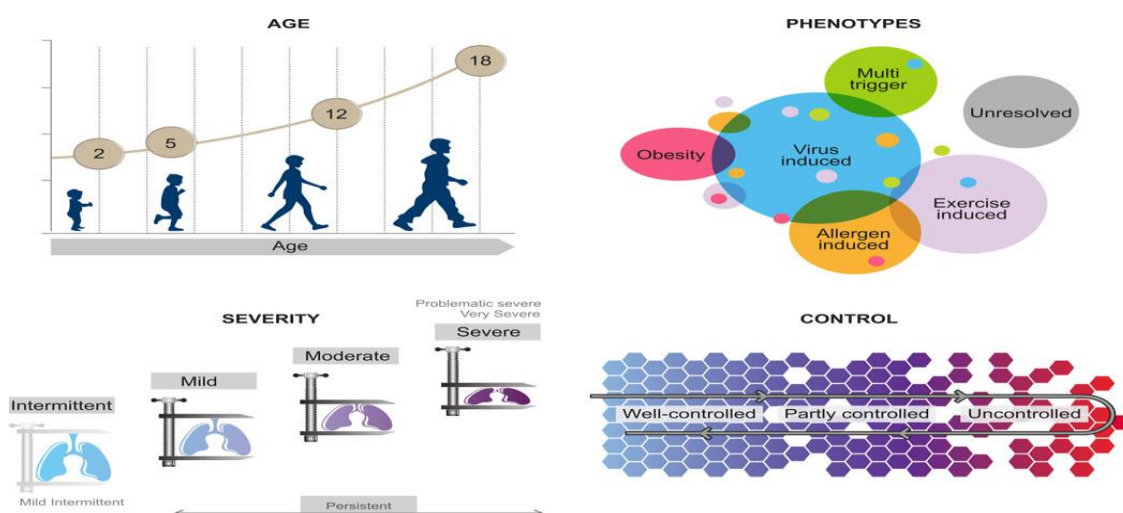 AGE
2
5
12
18
Age
PHENOTYPES
Multi
trigger
Unresolved
Virus
induced
Obesity
Exercise
induced
Allergen
induced
SEVERITY
Problematic severe
Very Severe
Severe
Moderate
Mild
Intermittent
Mild Intermittent
Persistent
CONTROL
Well-controlled
Partly controlled
Uncontrolled